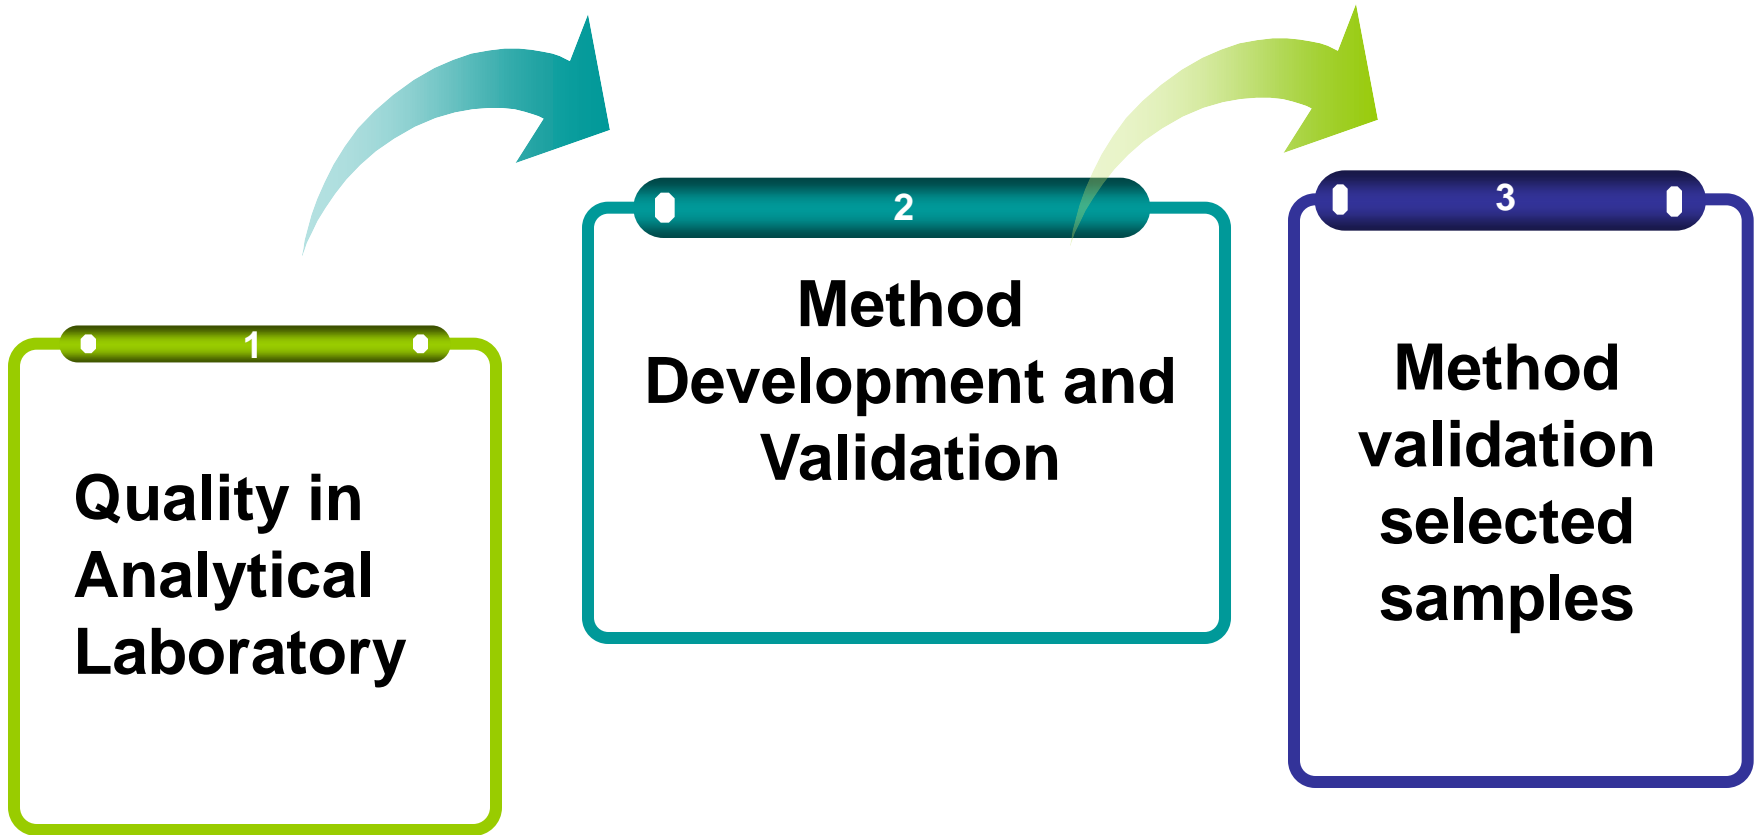 1
Quality in
Analytical
Laboratory
2
Method
Development and
Validation
3
Method
validation
selected
samples